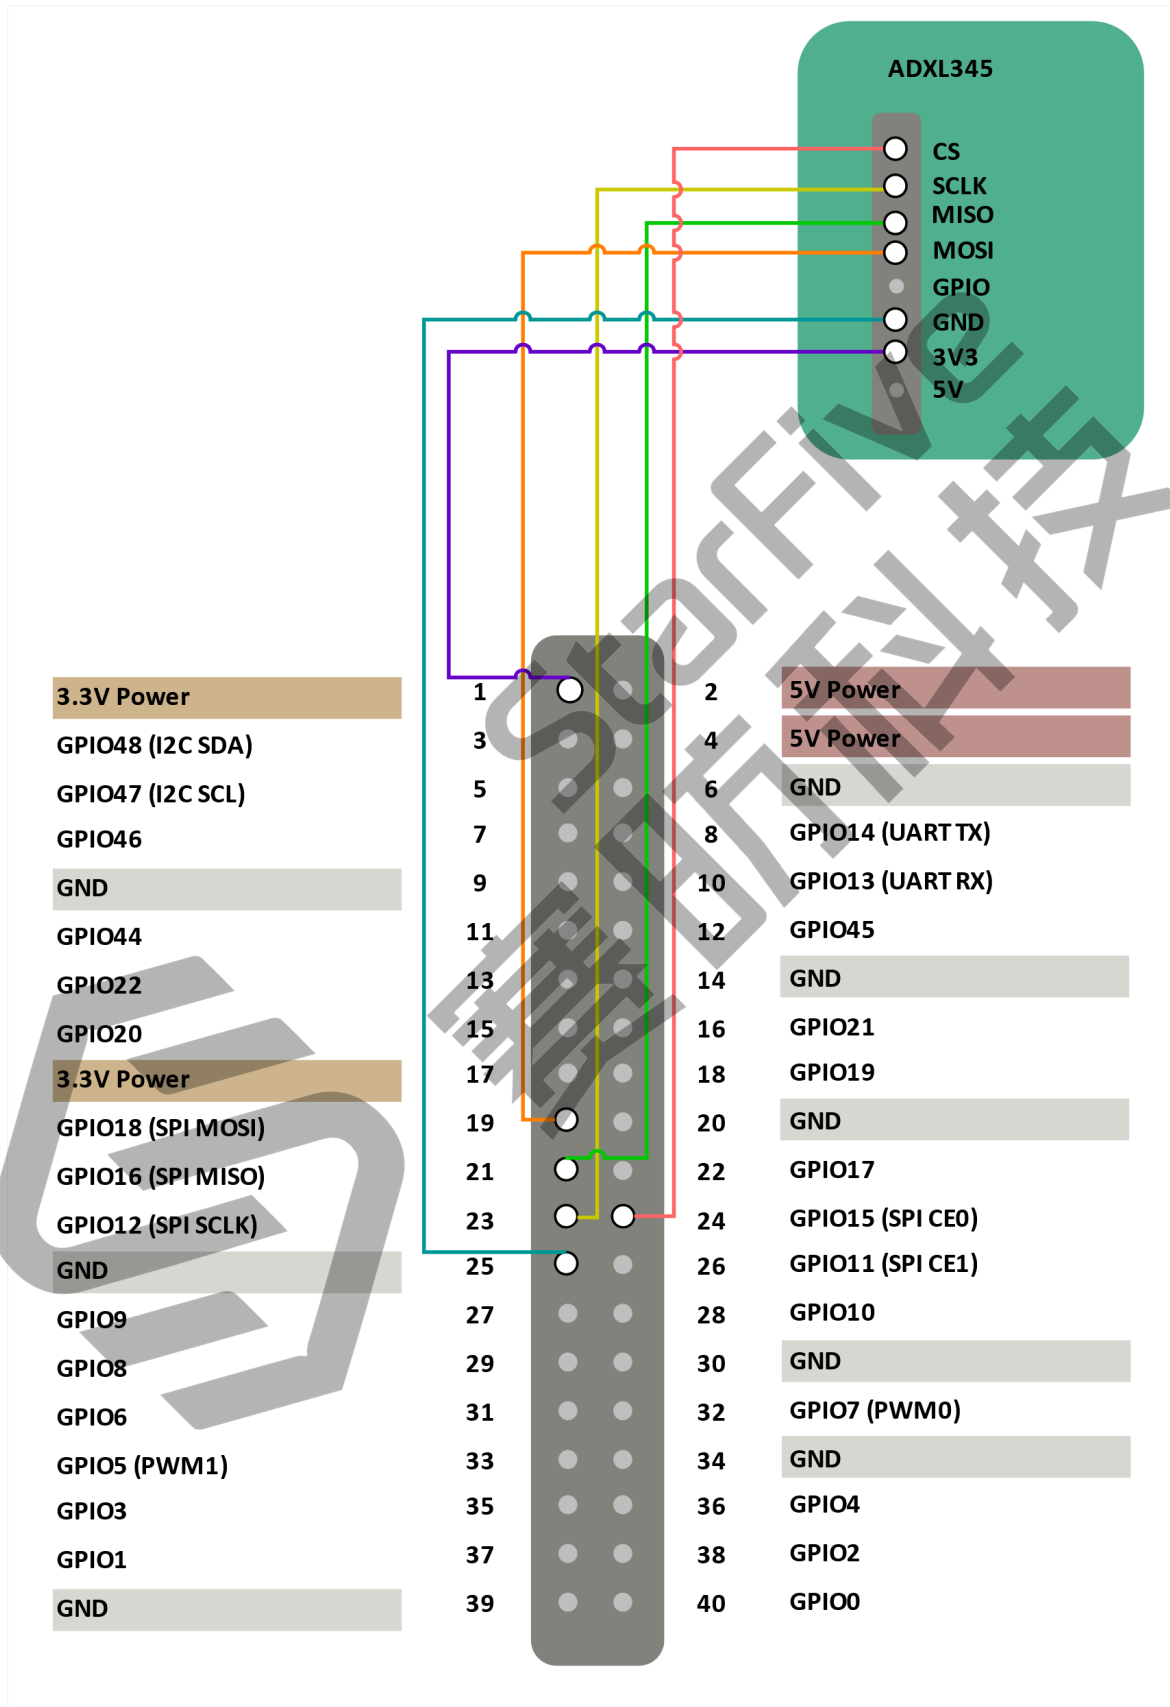 ADXL345
CS
SCLK
MISO
MOSI
GPIO
GND
3V3
5V
StarFive
赛昉科技
3.3V Power 1 2 5V Power
GPIO48 (I2C SDA) 3 4 5V Power
GPIO47 (I2C SCL) 5 6 GND
GPIO46 7 8 GPIO14 (UART TX)
GND 9 10 GPIO13 (UART RX)
GPIO44 11 12 GPIO45
GPIO22 13 14 GND
GPIO20 15 16 GPIO21
3.3V Power 17 18 GPIO19
GPIO18 (SPI MOSI) 19 20 GND
GPIO16 (SPI MISO) 21 22 GPIO17
GPIO12 (SPI SCLK) 23 24 GPIO15 (SPI CE0)
GND 25 26 GPIO11 (SPI CE1)
GPIO9 27 28 GPIO10
GPIO8 29 30 GND
GPIO6 31 32 GPIO7 (PWM0)
GPIO5 (PWM1) 33 34 GND
GPIO3 35 36 GPIO4
GPIO1 37 38 GPIO2
GND 39 40 GPIO0